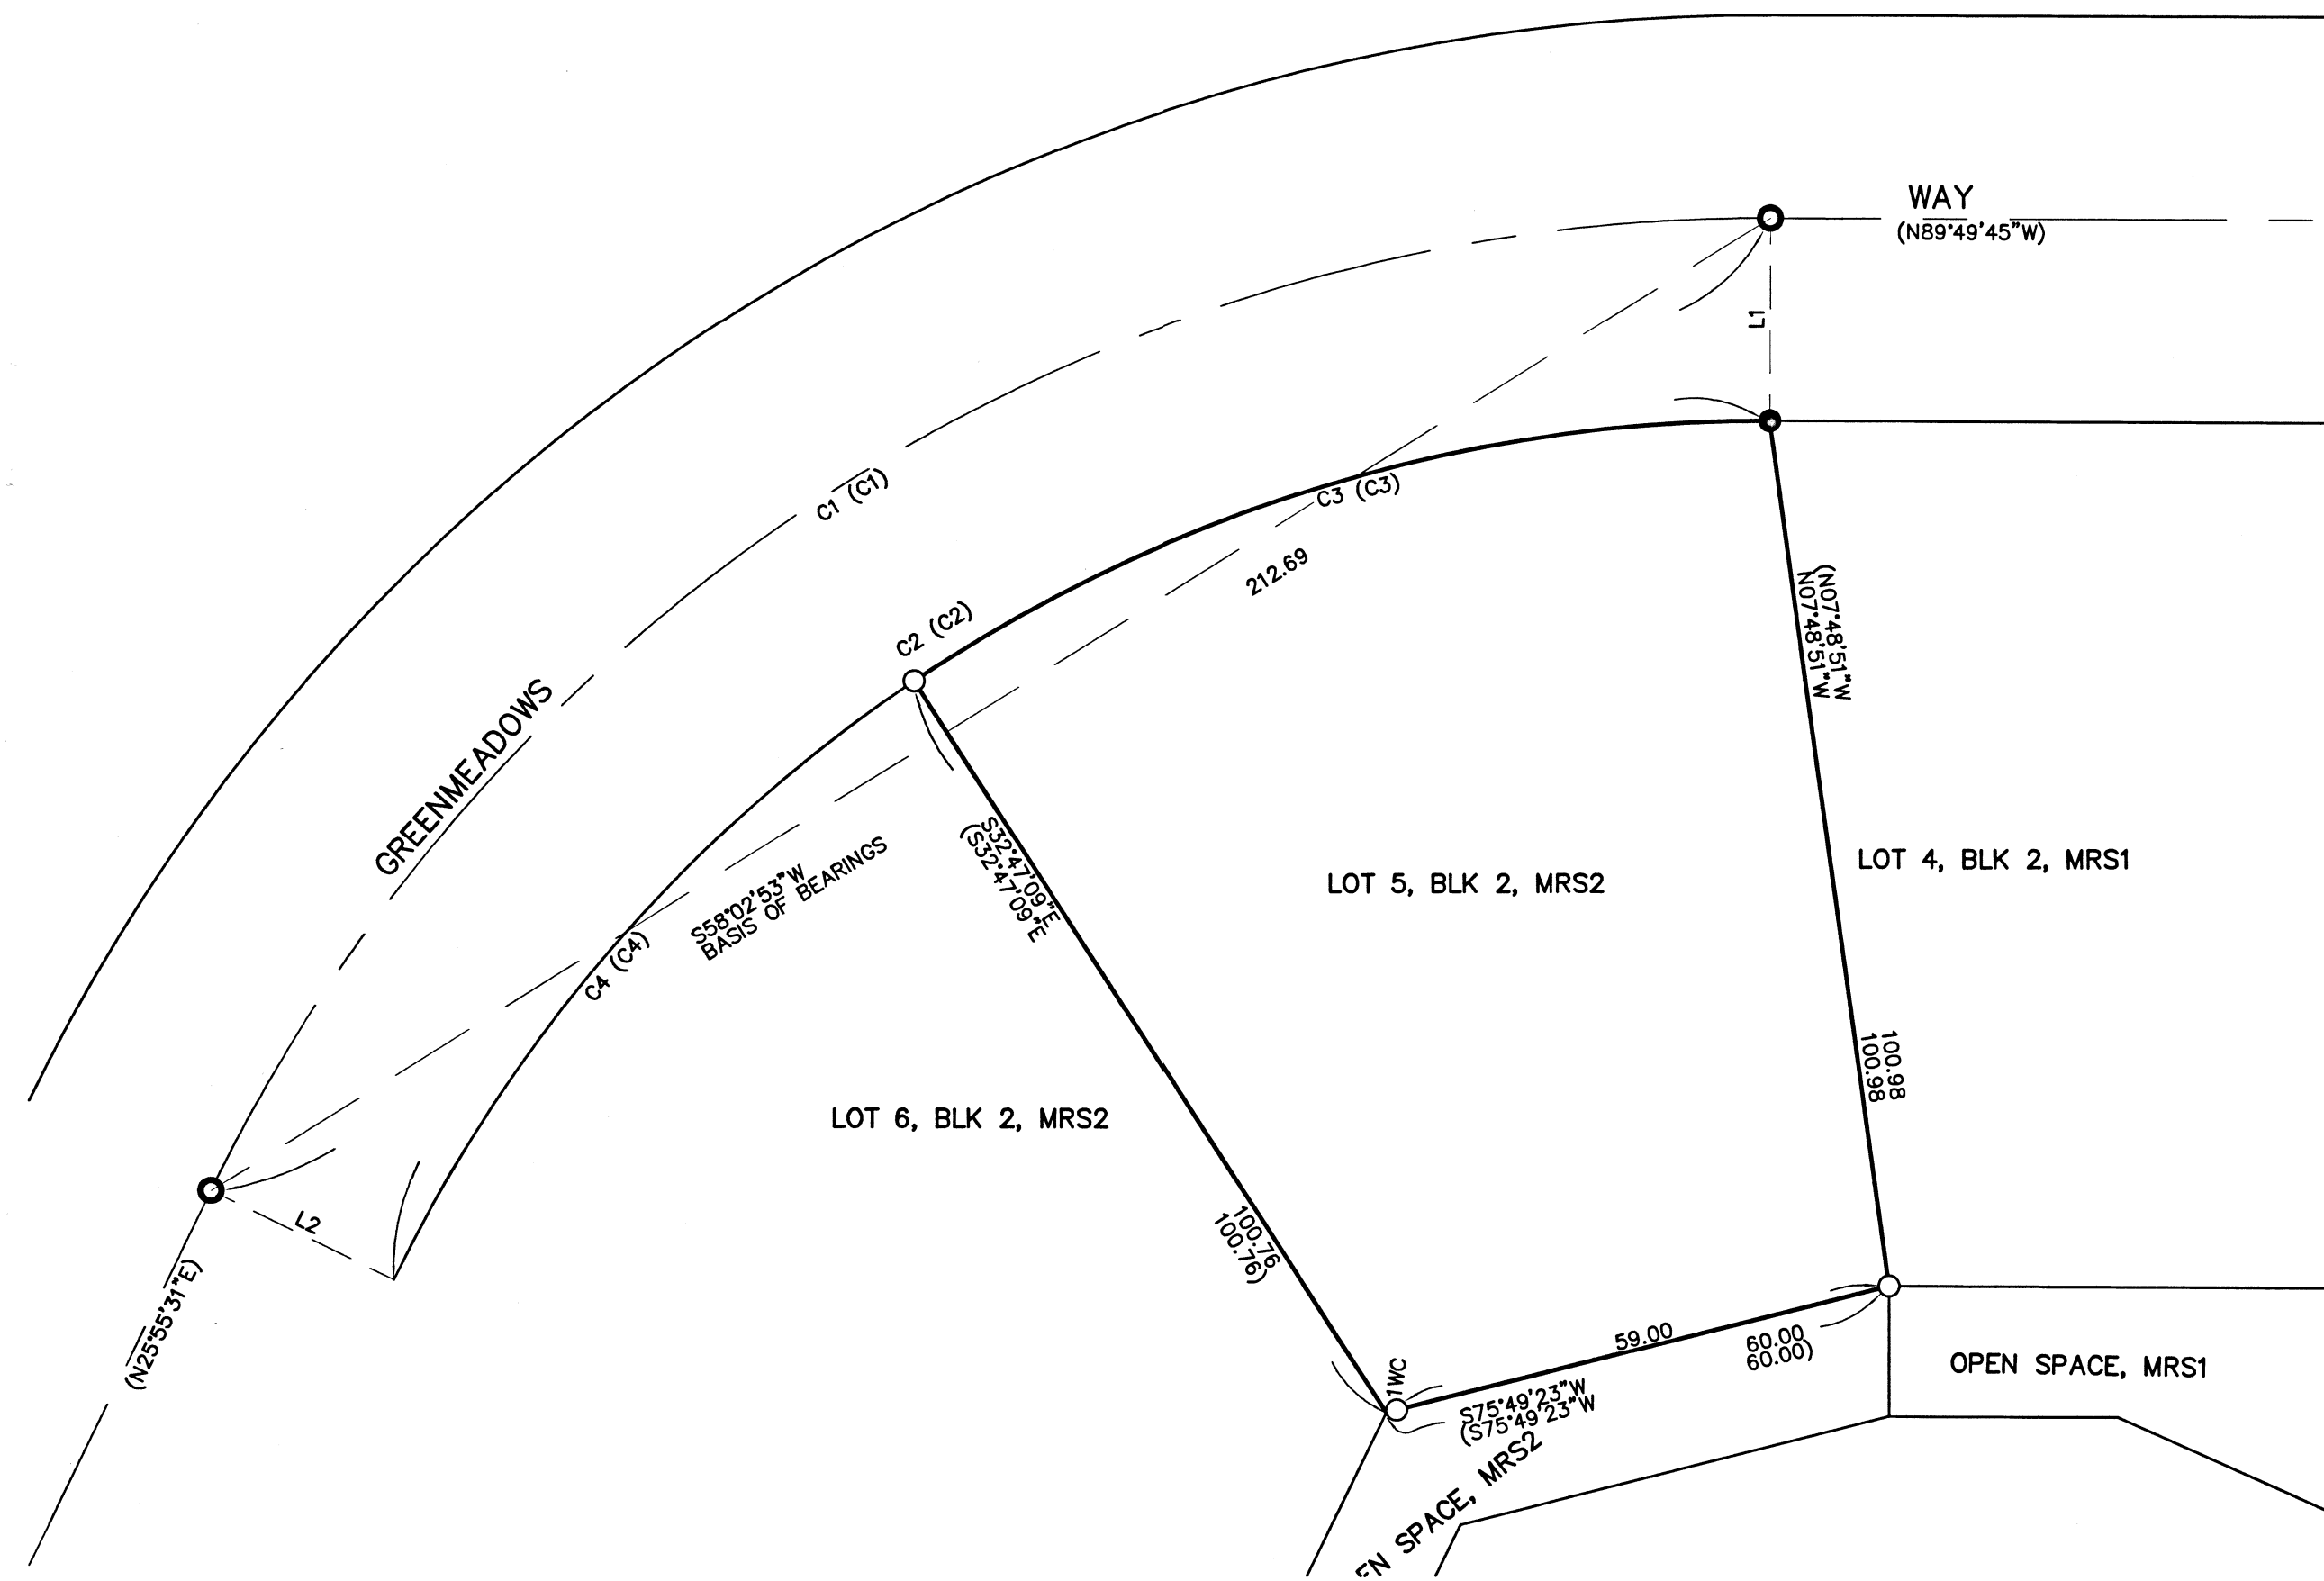 WAY
(N89°49'45"W)
L1
C1 (C1)
C3 (C3)
212.69
C2 (C2)
(N07°48'51"W
N07°48'51"W
GREENMEADOWS
S32°47'09"E
(S32°47'09"E
LOT 4, BLK 2, MRS1
LOT 5, BLK 2, MRS2
S58°02'53"W
BASIS OF BEARINGS
C4 (C4)
100.98
100.98
LOT 6, BLK 2, MRS2
L2
100.76
100.76)
(N25°55'31"E)
59.00
60.00
60.00)
1WC
OPEN SPACE, MRS1
S75°49'23"W
(S75°49'23"W
EN SPACE, MRS2